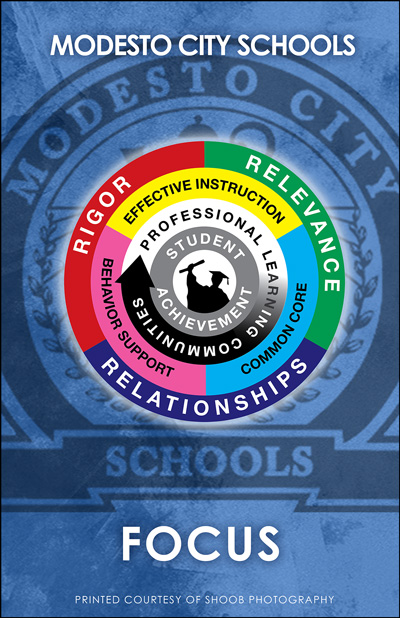 MODESTO CITY SCHOOLS
MODESTO CITY
RIGOR
RELEVANCE
RELATIONSHIPS
EFFECTIVE INSTRUCTION
COMMON CORE
BEHAVIOR SUPPORT
PROFESSIONAL LEARNING COMMUNITIES
STUDENT
ACHIEVEMENT
SCHOOLS
FOCUS
PRINTED COURTESY OF SHOOB PHOTOGRAPHY